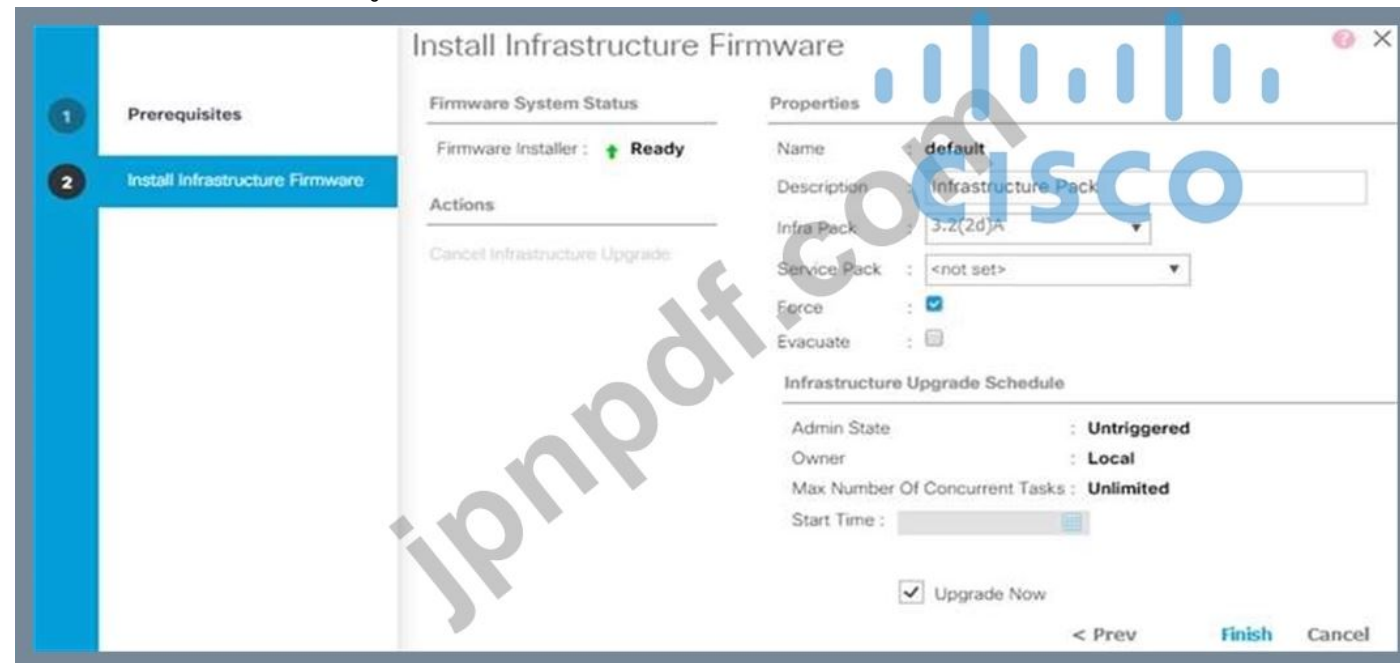 Install Infrastructure Firmware
1 Prerequisites
2 Install Infrastructure Firmware
Firmware System Status
Firmware Installer : Ready
Actions
Cancel Infrastructure Upgrade
Properties
Name : default
Description : Infrastructure Pack
Infra Pack : 3.2(2d)A
Service Pack : <not set>
Force :
Evacuate :
Infrastructure Upgrade Schedule
Admin State : Untriggered
Owner : Local
Max Number Of Concurrent Tasks : Unlimited
Start Time :
Upgrade Now
< Prev Finish Cancel
CISCO
jpnpdf.com